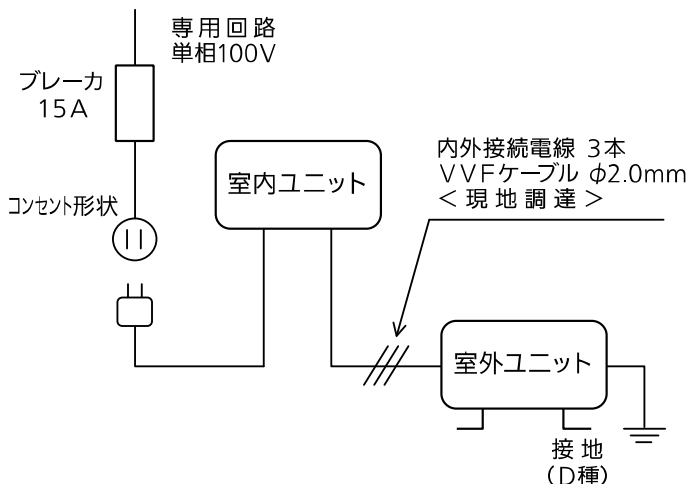 専用回路
単相100V
ブレーカ
15A
コンセント形状
室内ユニット
内外接続電線 3本
VVFケーブル φ2.0mm
<現地調達>
室外ユニット
接地
(D種)